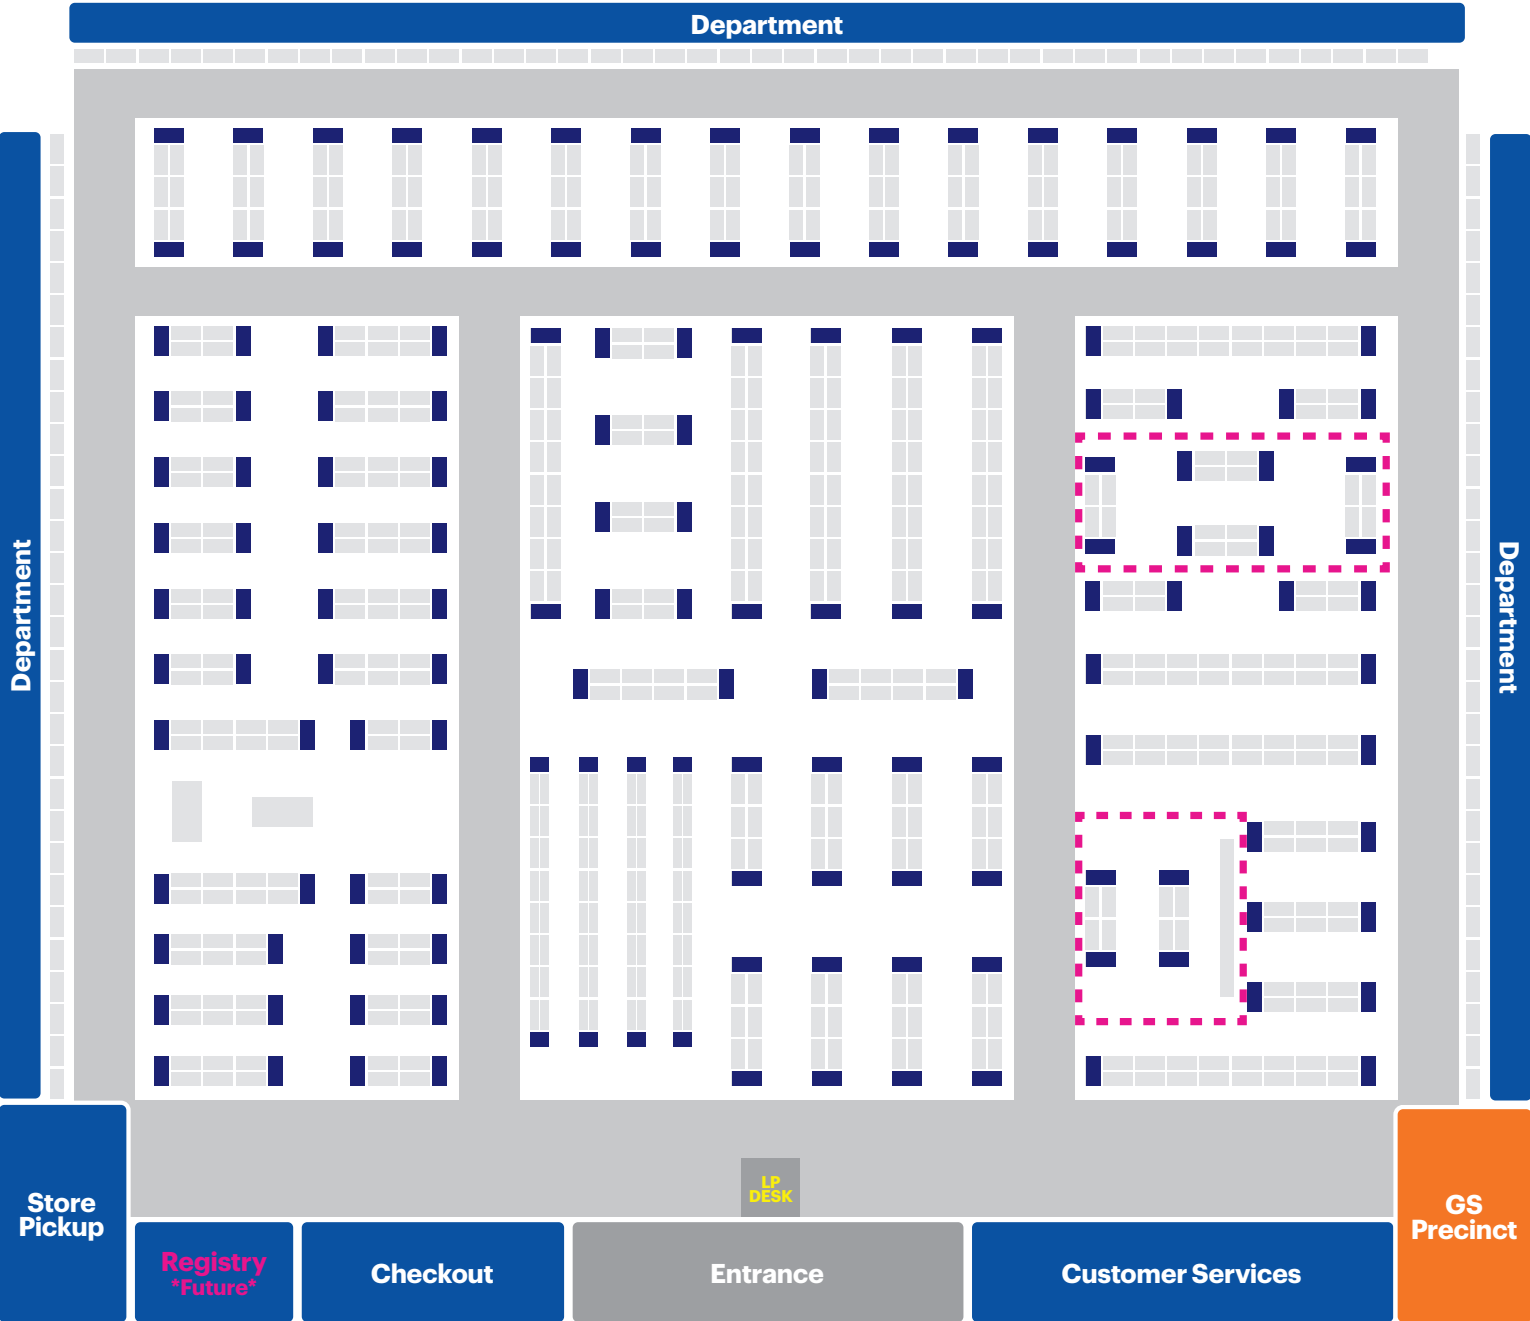 Department
Department
Department
LP
DESK
Store
Pickup
GS
Precinct
Registry
*Future*
Checkout
Entrance
Customer Services